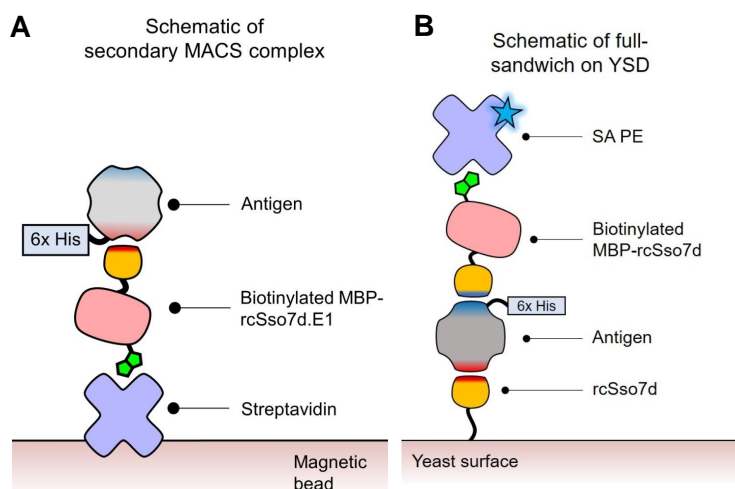 A
Schematic of
secondary MACS complex
Antigen
6x His
Biotinylated MBP-
rcSso7d.E1
Streptavidin
Magnetic
bead
B
Schematic of full-
sandwich on YSD
SA PE
Biotinylated
MBP-rcSso7d
6x His
Antigen
rcSso7d
Yeast surface